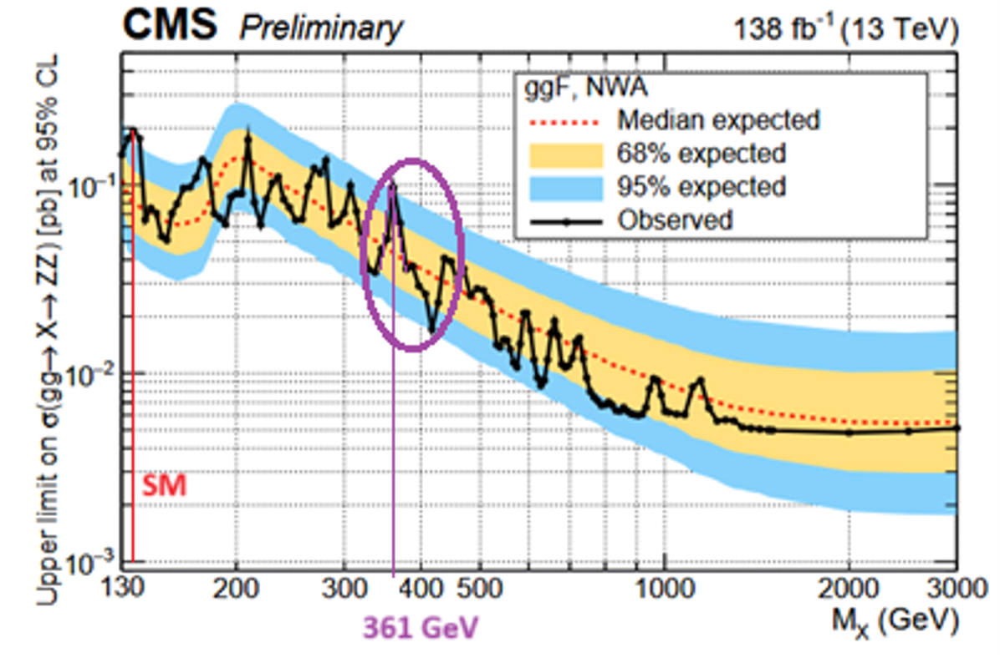 CMS Preliminary 138 fb⁻¹ (13 TeV)
Upper limit on σ(gg→X→ZZ) [pb] at 95% CL
ggF, NWA
Median expected
68% expected
95% expected
Observed
10⁻¹
10⁻²
10⁻³
SM
130 200 300 400 500 1000 2000 3000
361 GeV
M_X (GeV)